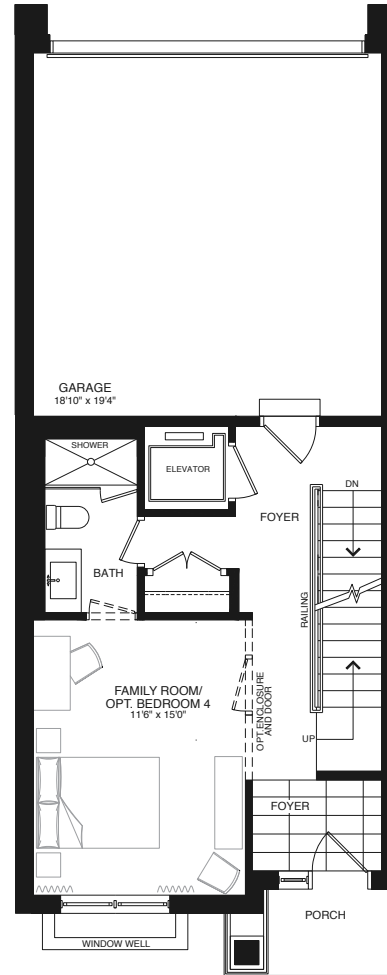 GARAGE
18'10" x 19'4"
SHOWER
ELEVATOR
DN
FOYER
BATH
RAILING
FAMILY ROOM/
OPT. BEDROOM 4
11'6" x 15'0"
OPT. ENCLOSURE
AND DOOR
UP
FOYER
PORCH
WINDOW WELL